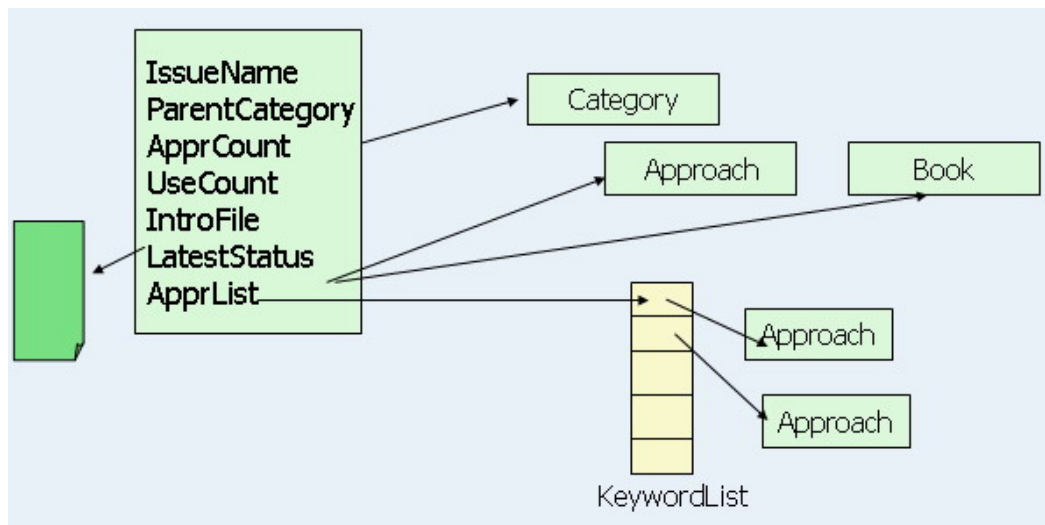 IssueName
ParentCategory
ApprCount
UseCount
IntroFile
LatestStatus
ApprList
Category
Approach
Book
Approach
Approach
KeywordList